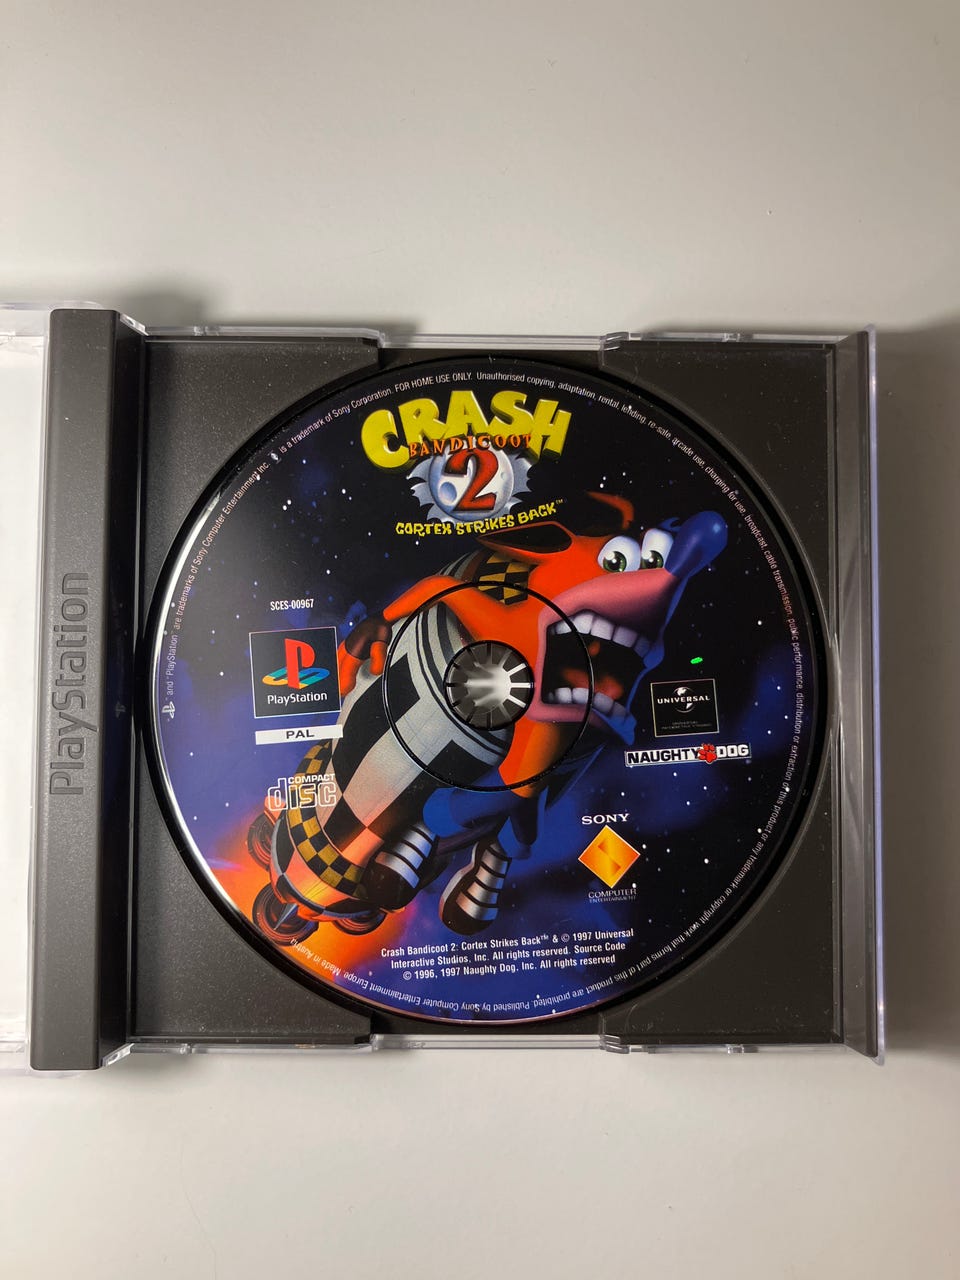 PlayStation
" and "PlayStation" are trademarks of Sony Computer Entertainment Inc. " is a trademark of Sony Corporation. FOR HOME USE ONLY. Unauthorised copying, adaptation, rental, lending, re-sale, arcade use, charging for use, broadcast, cable transmission, public performance, distribution or extraction of this product or any trademark or copyright work that forms part of this product are prohibited. Published by Sony Computer Entertainment Europe. Made in Austria.
CRASH
BANDICOOT
2
CORTEX STRIKES BACK™
SCES-00967
PlayStation
PAL
COMPACT
disc
UNIVERSAL
UNIVERSAL
INTERACTIVE STUDIOS
NAUGHTY DOG
SONY
COMPUTER
ENTERTAINMENT
Crash Bandicoot 2: Cortex Strikes Back™ & © 1997 Universal
Interactive Studios, Inc. All rights reserved. Source Code
© 1996, 1997 Naughty Dog, Inc. All rights reserved